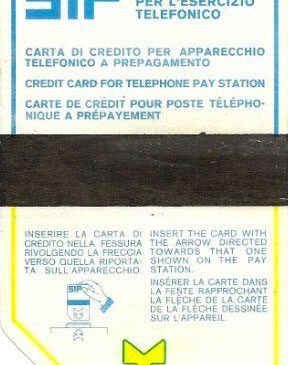 SIP
PER L'ESERCIZIO
TELEFONICO
CARTA DI CREDITO PER APPARECCHIO
TELEFONICO A PREPAGAMENTO
CREDIT CARD FOR TELEPHONE PAY STATION
CARTE DE CRÉDIT POUR POSTE TÉLÉPHO-
NIQUE A PRÉPAYEMENT
INSERIRE LA CARTA DI
CREDITO NELLA FESSURA
RIVOLGENDO LA FRECCIA
VERSO QUELLA RIPORTA-
TA SULL'APPARECCHIO.
SIP
INSERT THE CARD WITH
THE ARROW DIRECTED
TOWARDS THAT ONE
SHOWN ON THE PAY
STATION.
INSÉRER LA CARTE DANS
LA FENTE RAPPROCHANT
LA FLÈCHE DE LA CARTE
DE LA FLÈCHE DESSINÉE
SUR L'APPAREIL.